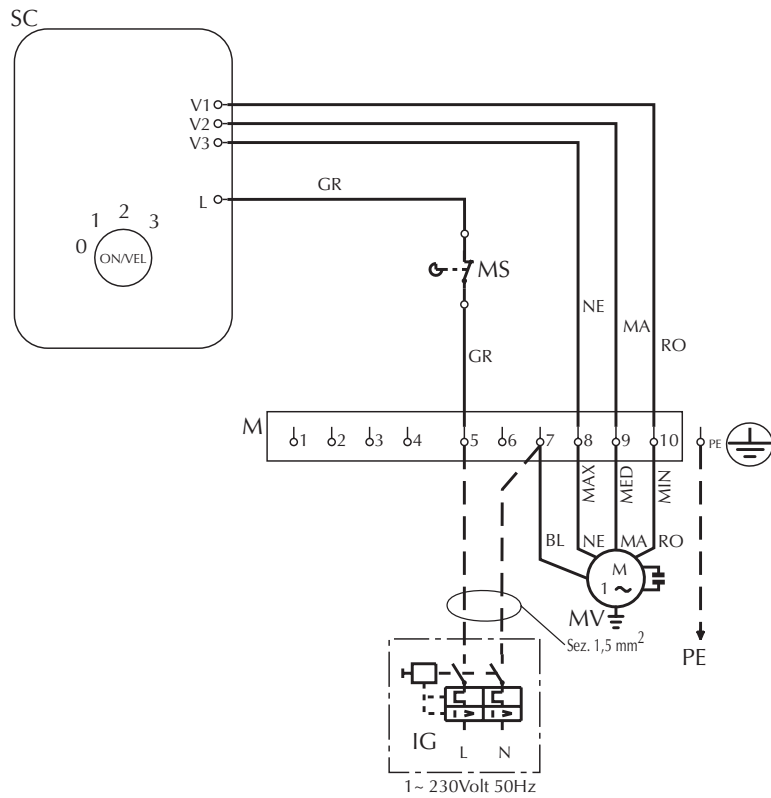 SC
V1
V2
V3
L
GR
0
1
2
3
ON/VEL
MS
NE
MA
RO
GR
M
1
2
3
4
5
6
7
8
9
10
PE
MAX
MED
MIN
BL
NE
MA
RO
M
1 ~
MV
Sez. 1,5 mm²
PE
IG
L
N
1~ 230Volt 50Hz